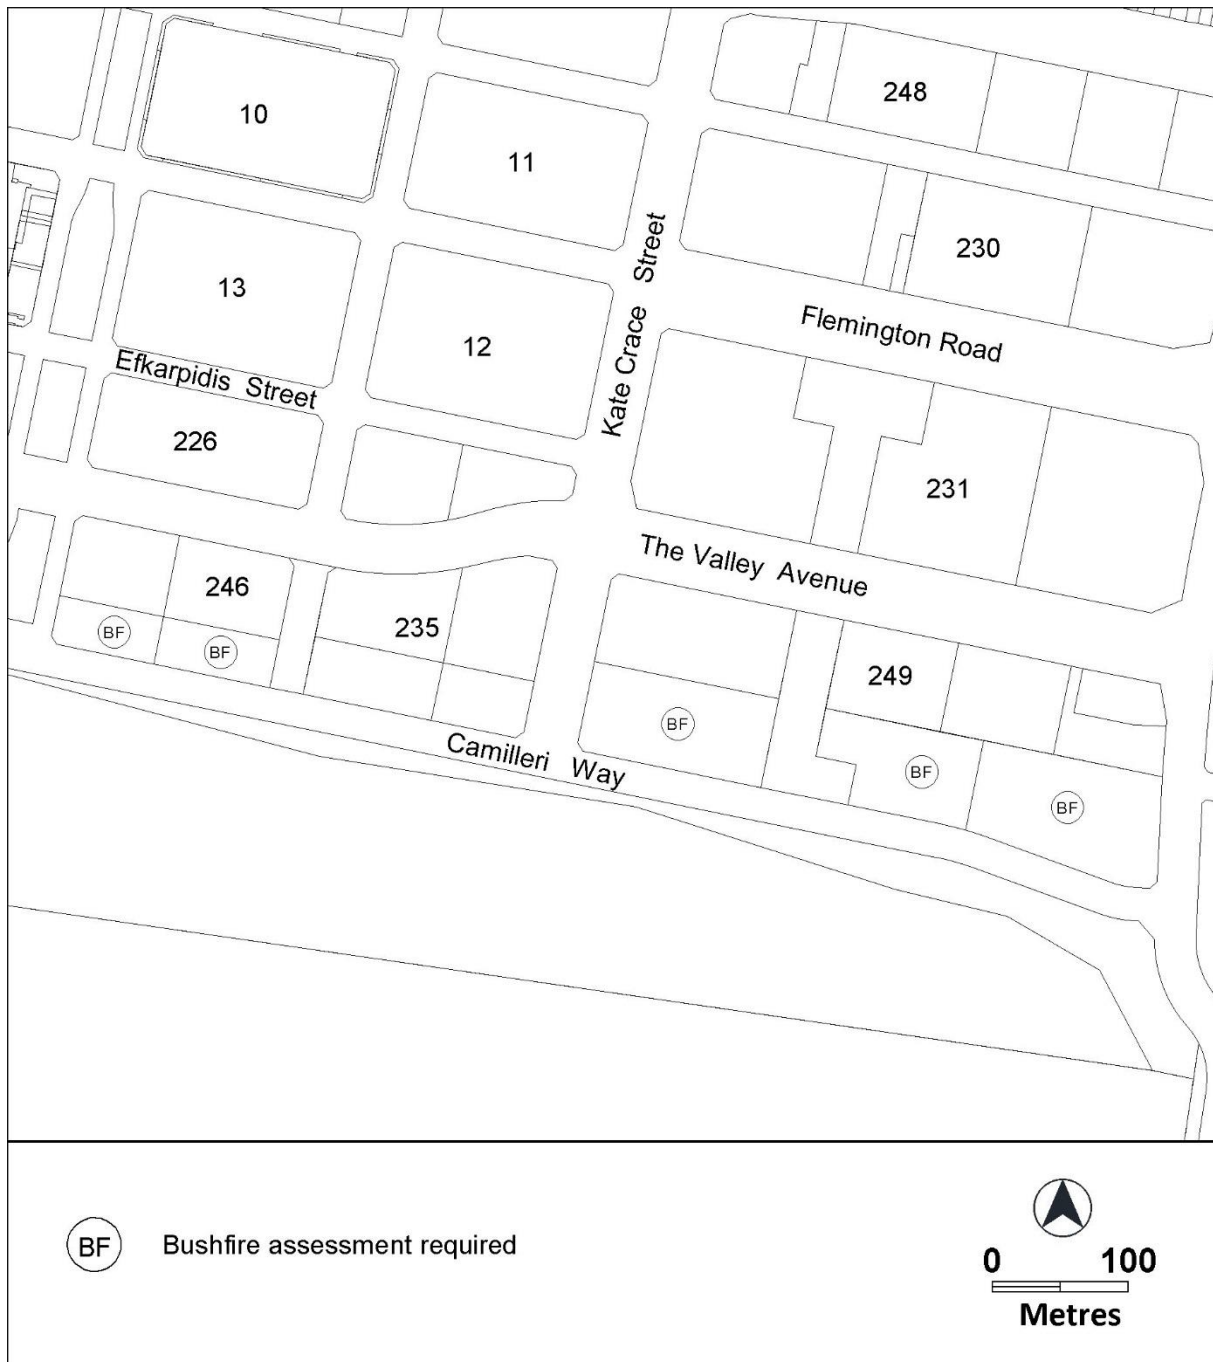 248
10
11
230
Kate Crace Street
13
Flemington Road
12
Efkarpidis Street
226
231
The Valley Avenue
246
235
BF
BF
249
BF
Camilleri Way
BF
BF
BF
Bushfire assessment required
0 100
Metres